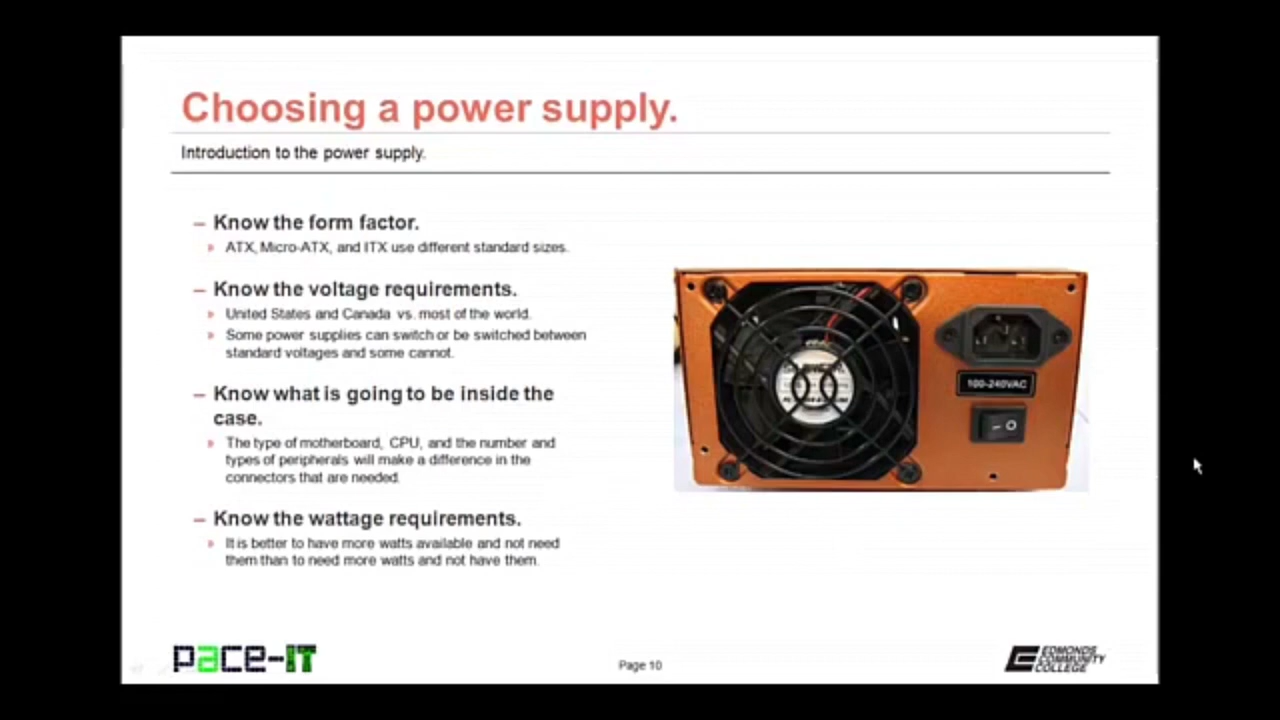 Choosing a power supply.
Introduction to the power supply.
– Know the form factor.
» ATX, Micro-ATX, and ITX use different standard sizes.
– Know the voltage requirements.
» United States and Canada vs. most of the world.
» Some power supplies can switch or be switched between
standard voltages and some cannot.
– Know what is going to be inside the
case.
» The type of motherboard, CPU, and the number and
types of peripherals will make a difference in the
connectors that are needed.
– Know the wattage requirements.
» It is better to have more watts available and not need
them than to need more watts and not have them.
100-240VAC
pace-IT
Page 10
EDMONDS
COMMUNITY
COLLEGE